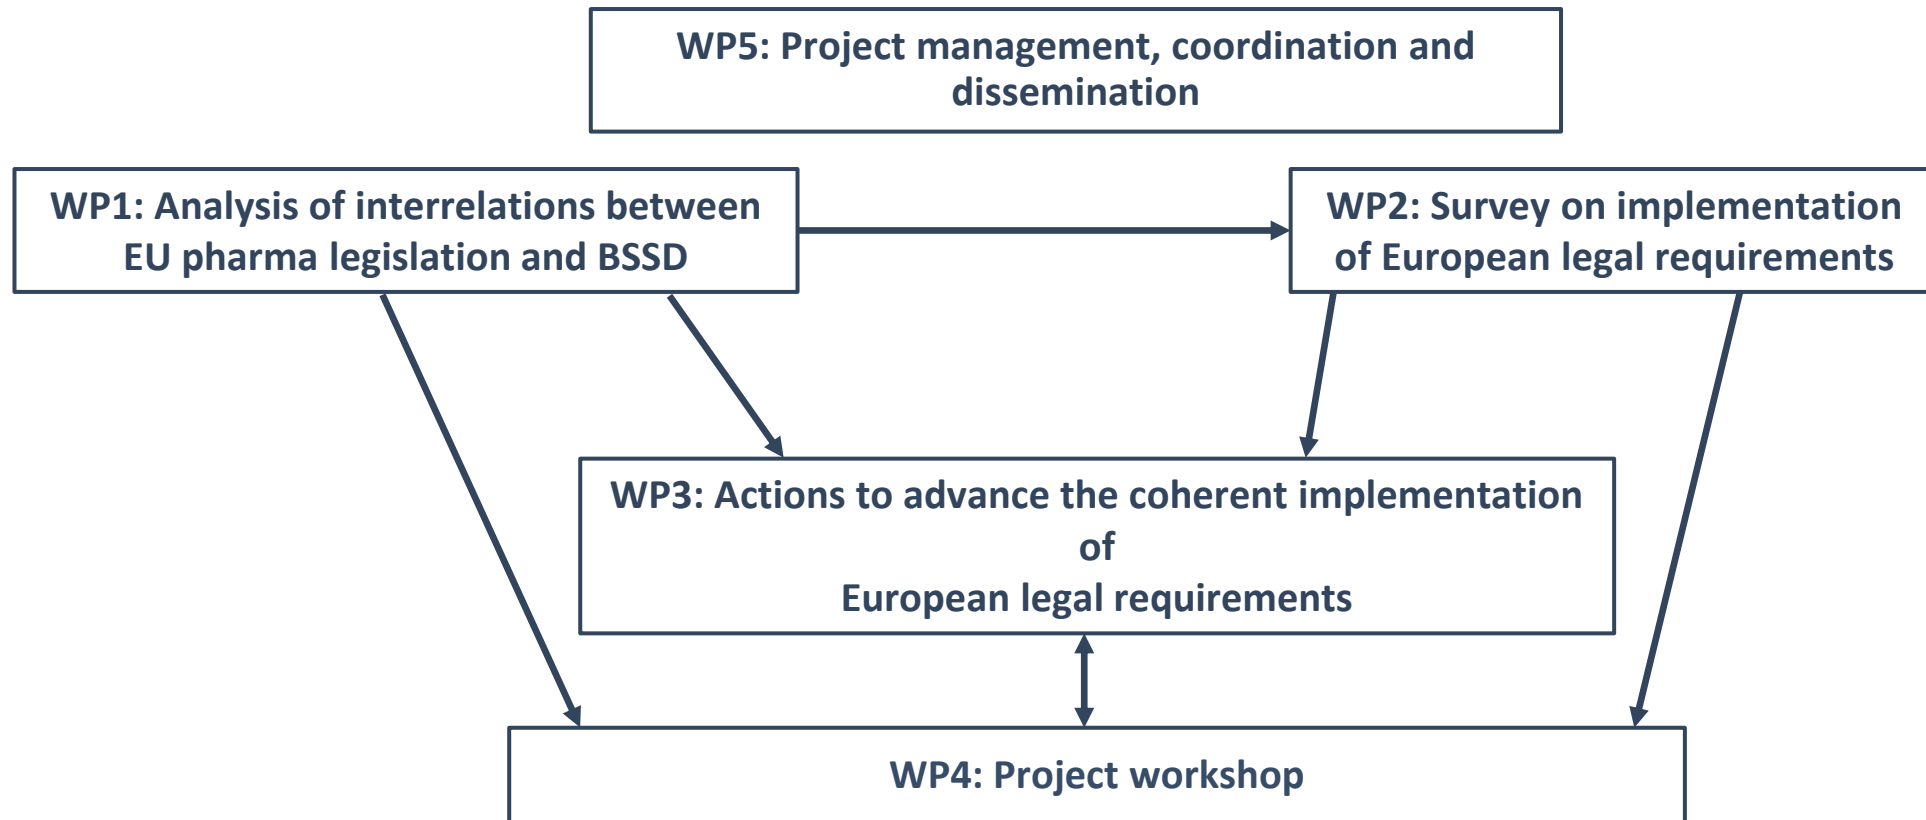 WP5: Project management, coordination and
dissemination
WP1: Analysis of interrelations between
EU pharma legislation and BSSD
WP2: Survey on implementation
of European legal requirements
WP3: Actions to advance the coherent implementation
of
European legal requirements
WP4: Project workshop